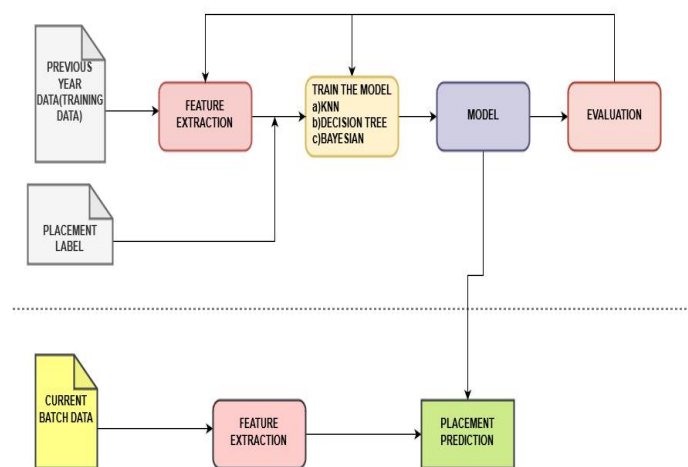 PREVIOUS
YEAR
DATA(TRAINING
DATA)
FEATURE
EXTRACTION
TRAIN THE MODEL
a)KNN
b)DECISION TREE
c)BAYESIAN
MODEL
EVALUATION
PLACEMENT
LABEL
CURRENT
BATCH DATA
FEATURE
EXTRACTION
PLACEMENT
PREDICTION